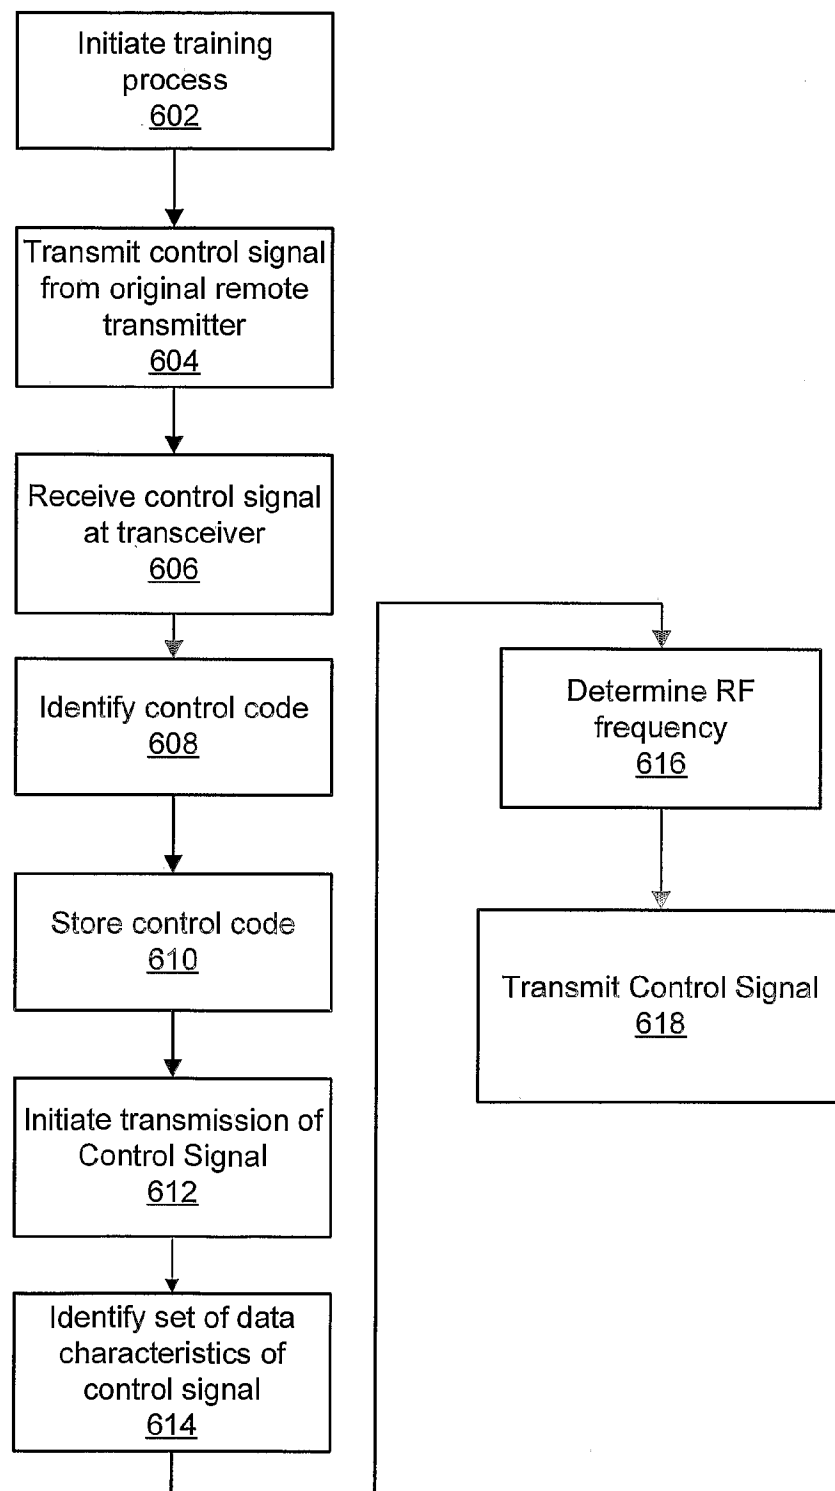 Initiate training
process
602
Transmit control signal
from original remote
transmitter
604
Receive control signal
at transceiver
606
Identify control code
608
Store control code
610
Initiate transmission of
Control Signal
612
Identify set of data
characteristics of
control signal
614
Determine RF
frequency
616
Transmit Control Signal
618